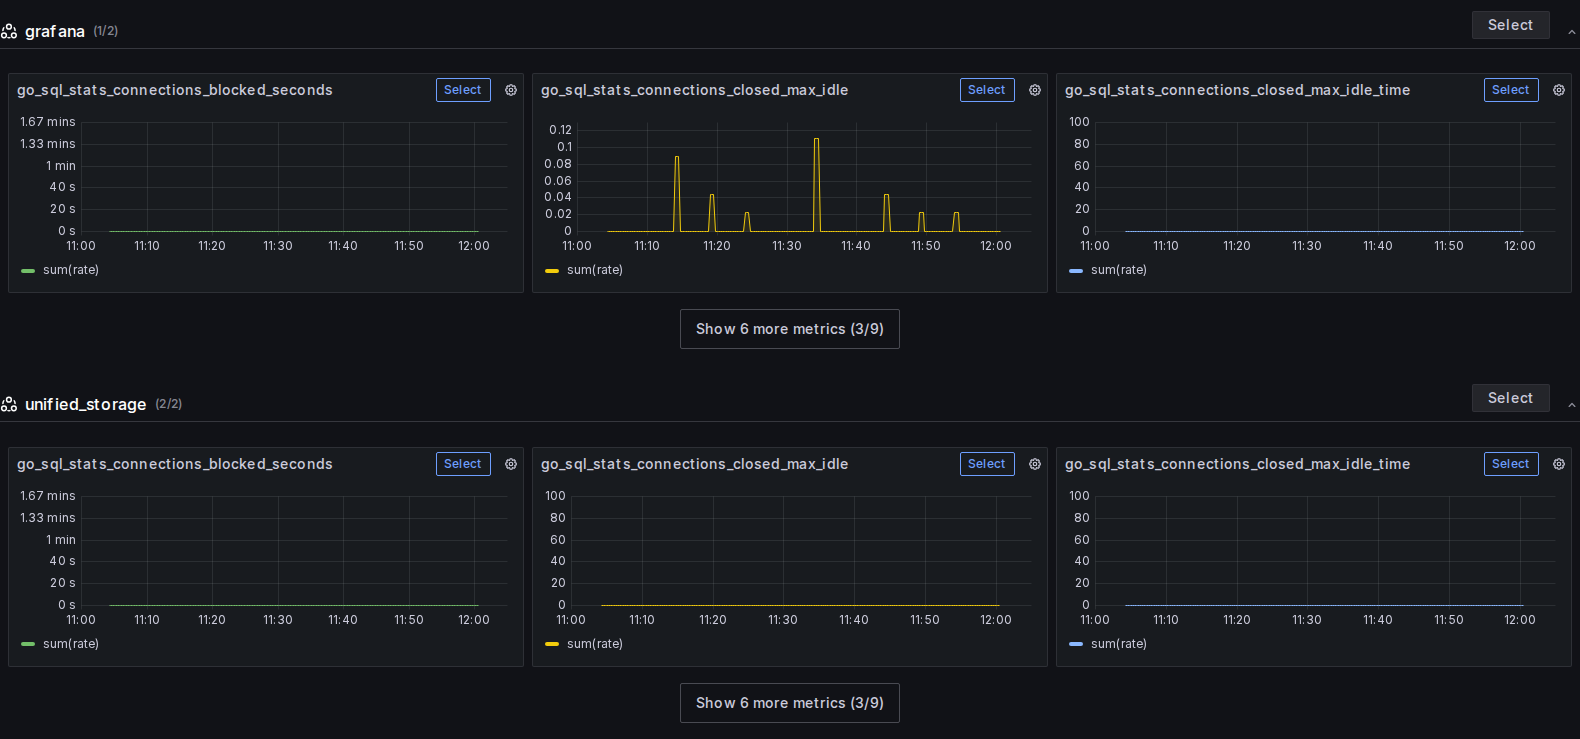 grafana (1/2) Select
go_sql_stats_connections_blocked_seconds Select
1.67 mins
1.33 mins
1 min
40 s
20 s
0 s
11:00 11:10 11:20 11:30 11:40 11:50 12:00
sum(rate)
go_sql_stats_connections_closed_max_idle Select
0.12
0.1
0.08
0.06
0.04
0.02
0
11:00 11:10 11:20 11:30 11:40 11:50 12:00
sum(rate)
go_sql_stats_connections_closed_max_idle_time Select
100
80
60
40
20
0
11:00 11:10 11:20 11:30 11:40 11:50 12:00
sum(rate)
Show 6 more metrics (3/9)
unified_storage (2/2) Select
go_sql_stats_connections_blocked_seconds Select
1.67 mins
1.33 mins
1 min
40 s
20 s
0 s
11:00 11:10 11:20 11:30 11:40 11:50 12:00
sum(rate)
go_sql_stats_connections_closed_max_idle Select
100
80
60
40
20
0
11:00 11:10 11:20 11:30 11:40 11:50 12:00
sum(rate)
go_sql_stats_connections_closed_max_idle_time Select
100
80
60
40
20
0
11:00 11:10 11:20 11:30 11:40 11:50 12:00
sum(rate)
Show 6 more metrics (3/9)